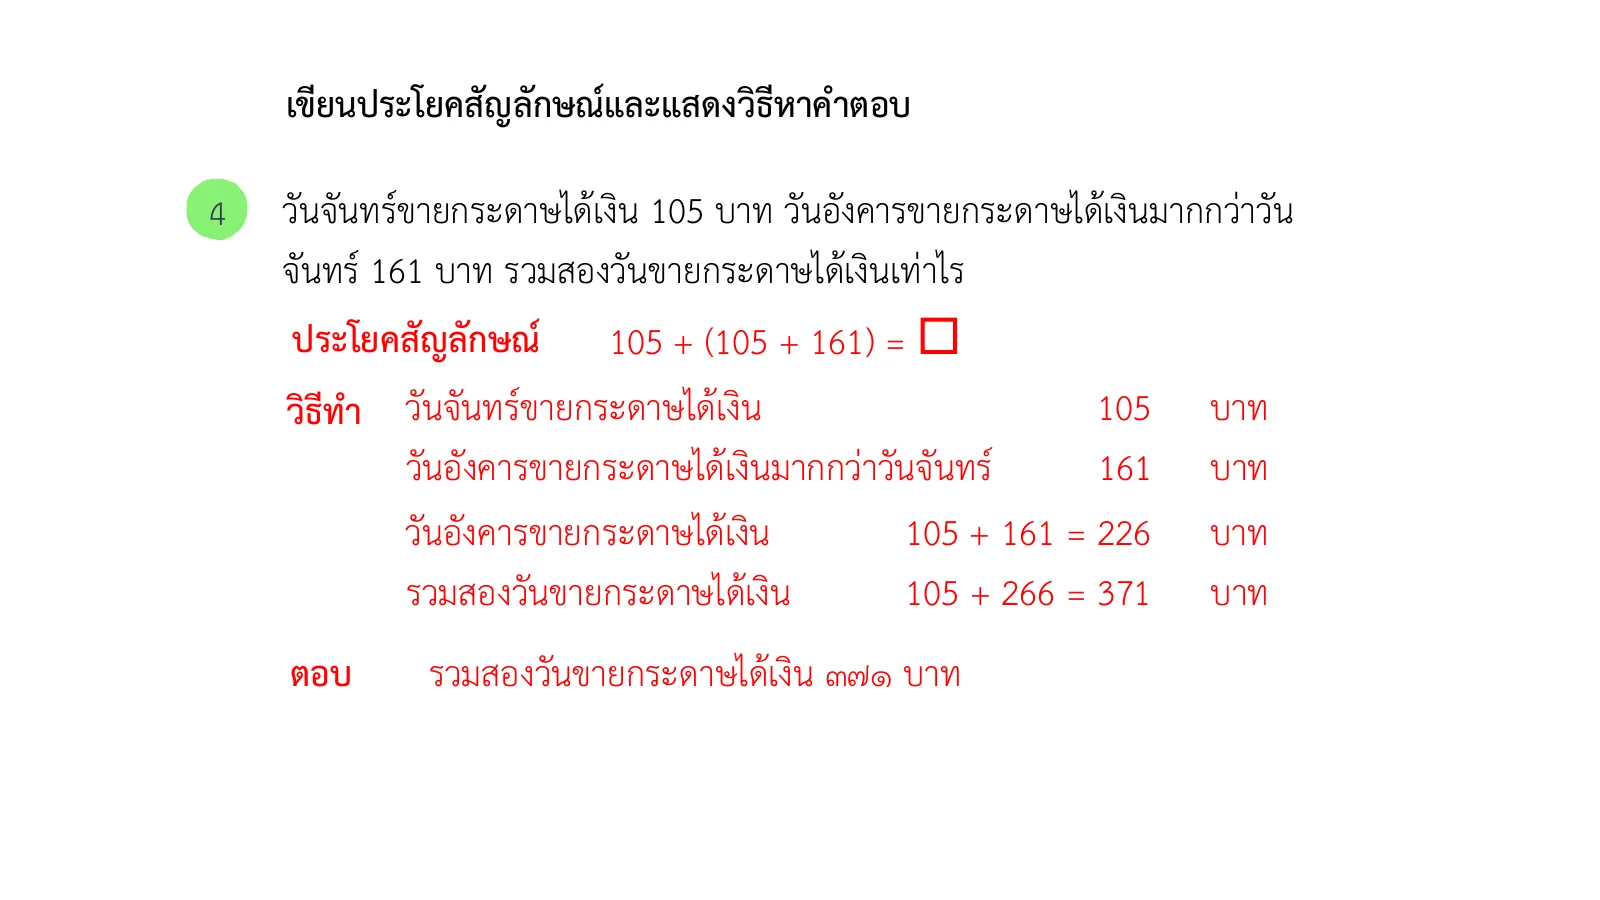 เขียนประโยคสัญลักษณ์และแสดงวิธีหาคำตอบ
4 วันจันทร์ขายกระดาษได้เงิน 105 บาท วันอังคารขายกระดาษได้เงินมากกว่าวัน
จันทร์ 161 บาท รวมสองวันขายกระดาษได้เงินเท่าไร
ประโยคสัญลักษณ์ 105 + (105 + 161) = □
วิธีทำ วันจันทร์ขายกระดาษได้เงิน 105 บาท
วันอังคารขายกระดาษได้เงินมากกว่าวันจันทร์ 161 บาท
วันอังคารขายกระดาษได้เงิน 105 + 161 = 226 บาท
รวมสองวันขายกระดาษได้เงิน 105 + 266 = 371 บาท
ตอบ รวมสองวันขายกระดาษได้เงิน ๓๗๑ บาท